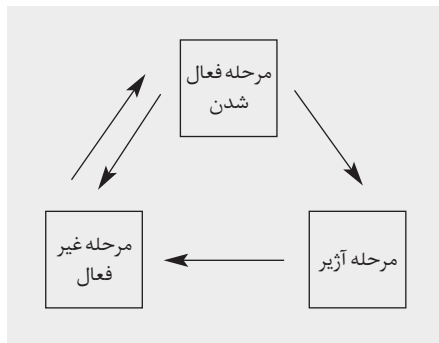 مرحله فعال
شدن
مرحله آژیر
مرحله غیر
فعال